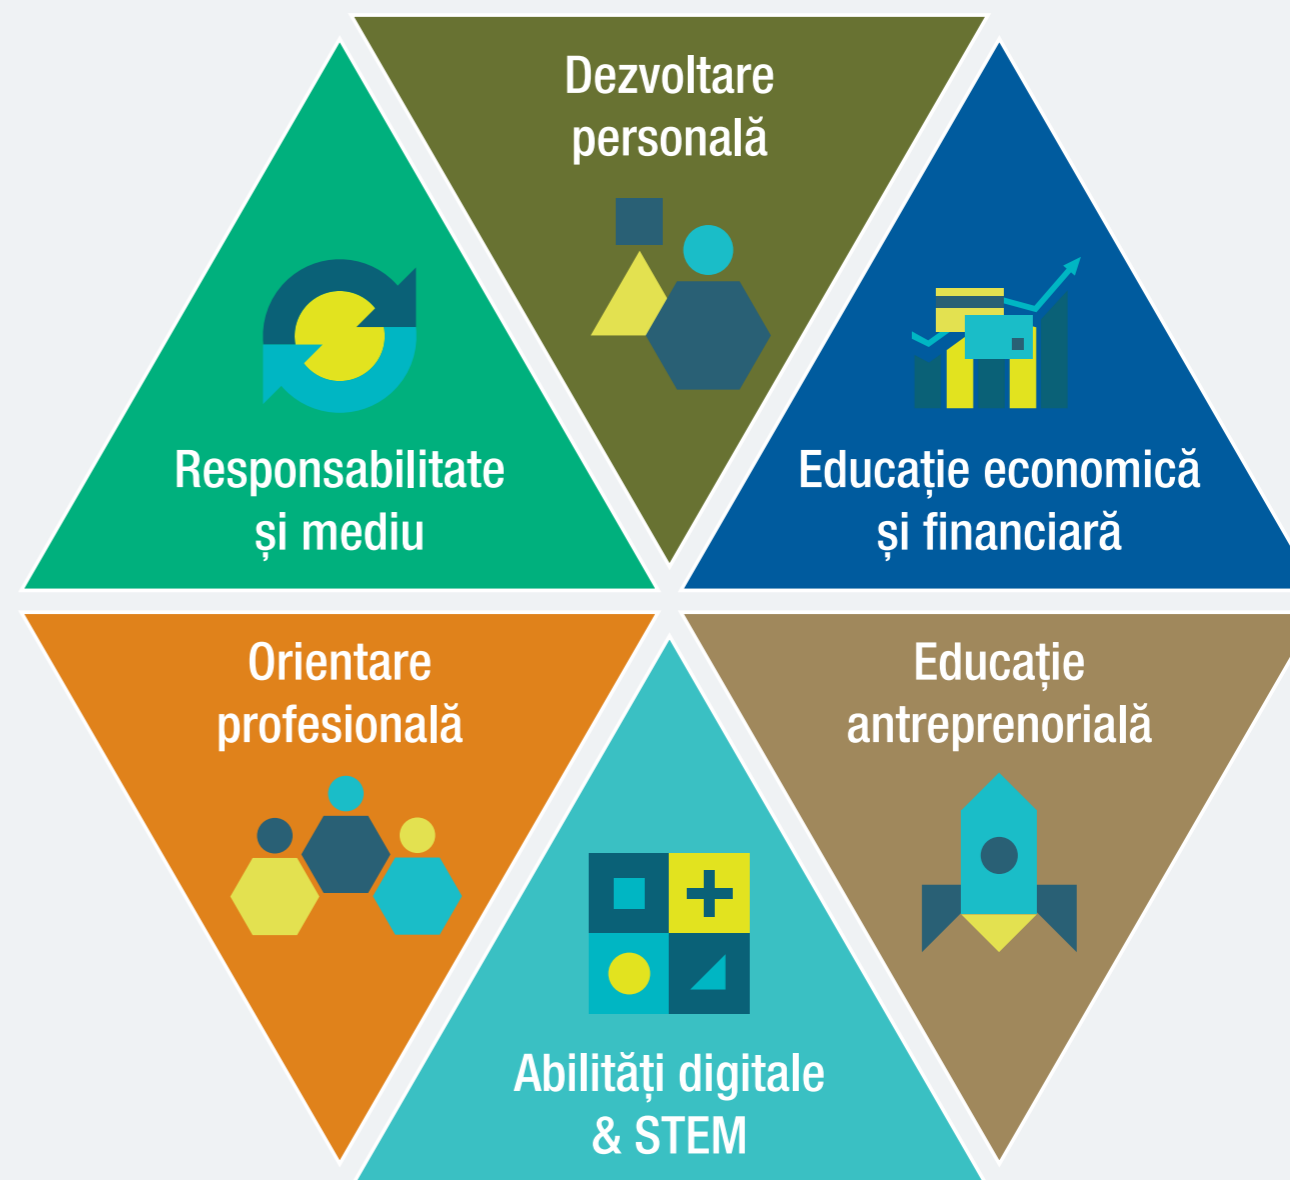 Dezvoltare
personală
Responsabilitate
și mediu
Educație economică
și financiară
Orientare
profesională
Educație
antreprenorială
Abilități digitale
& STEM